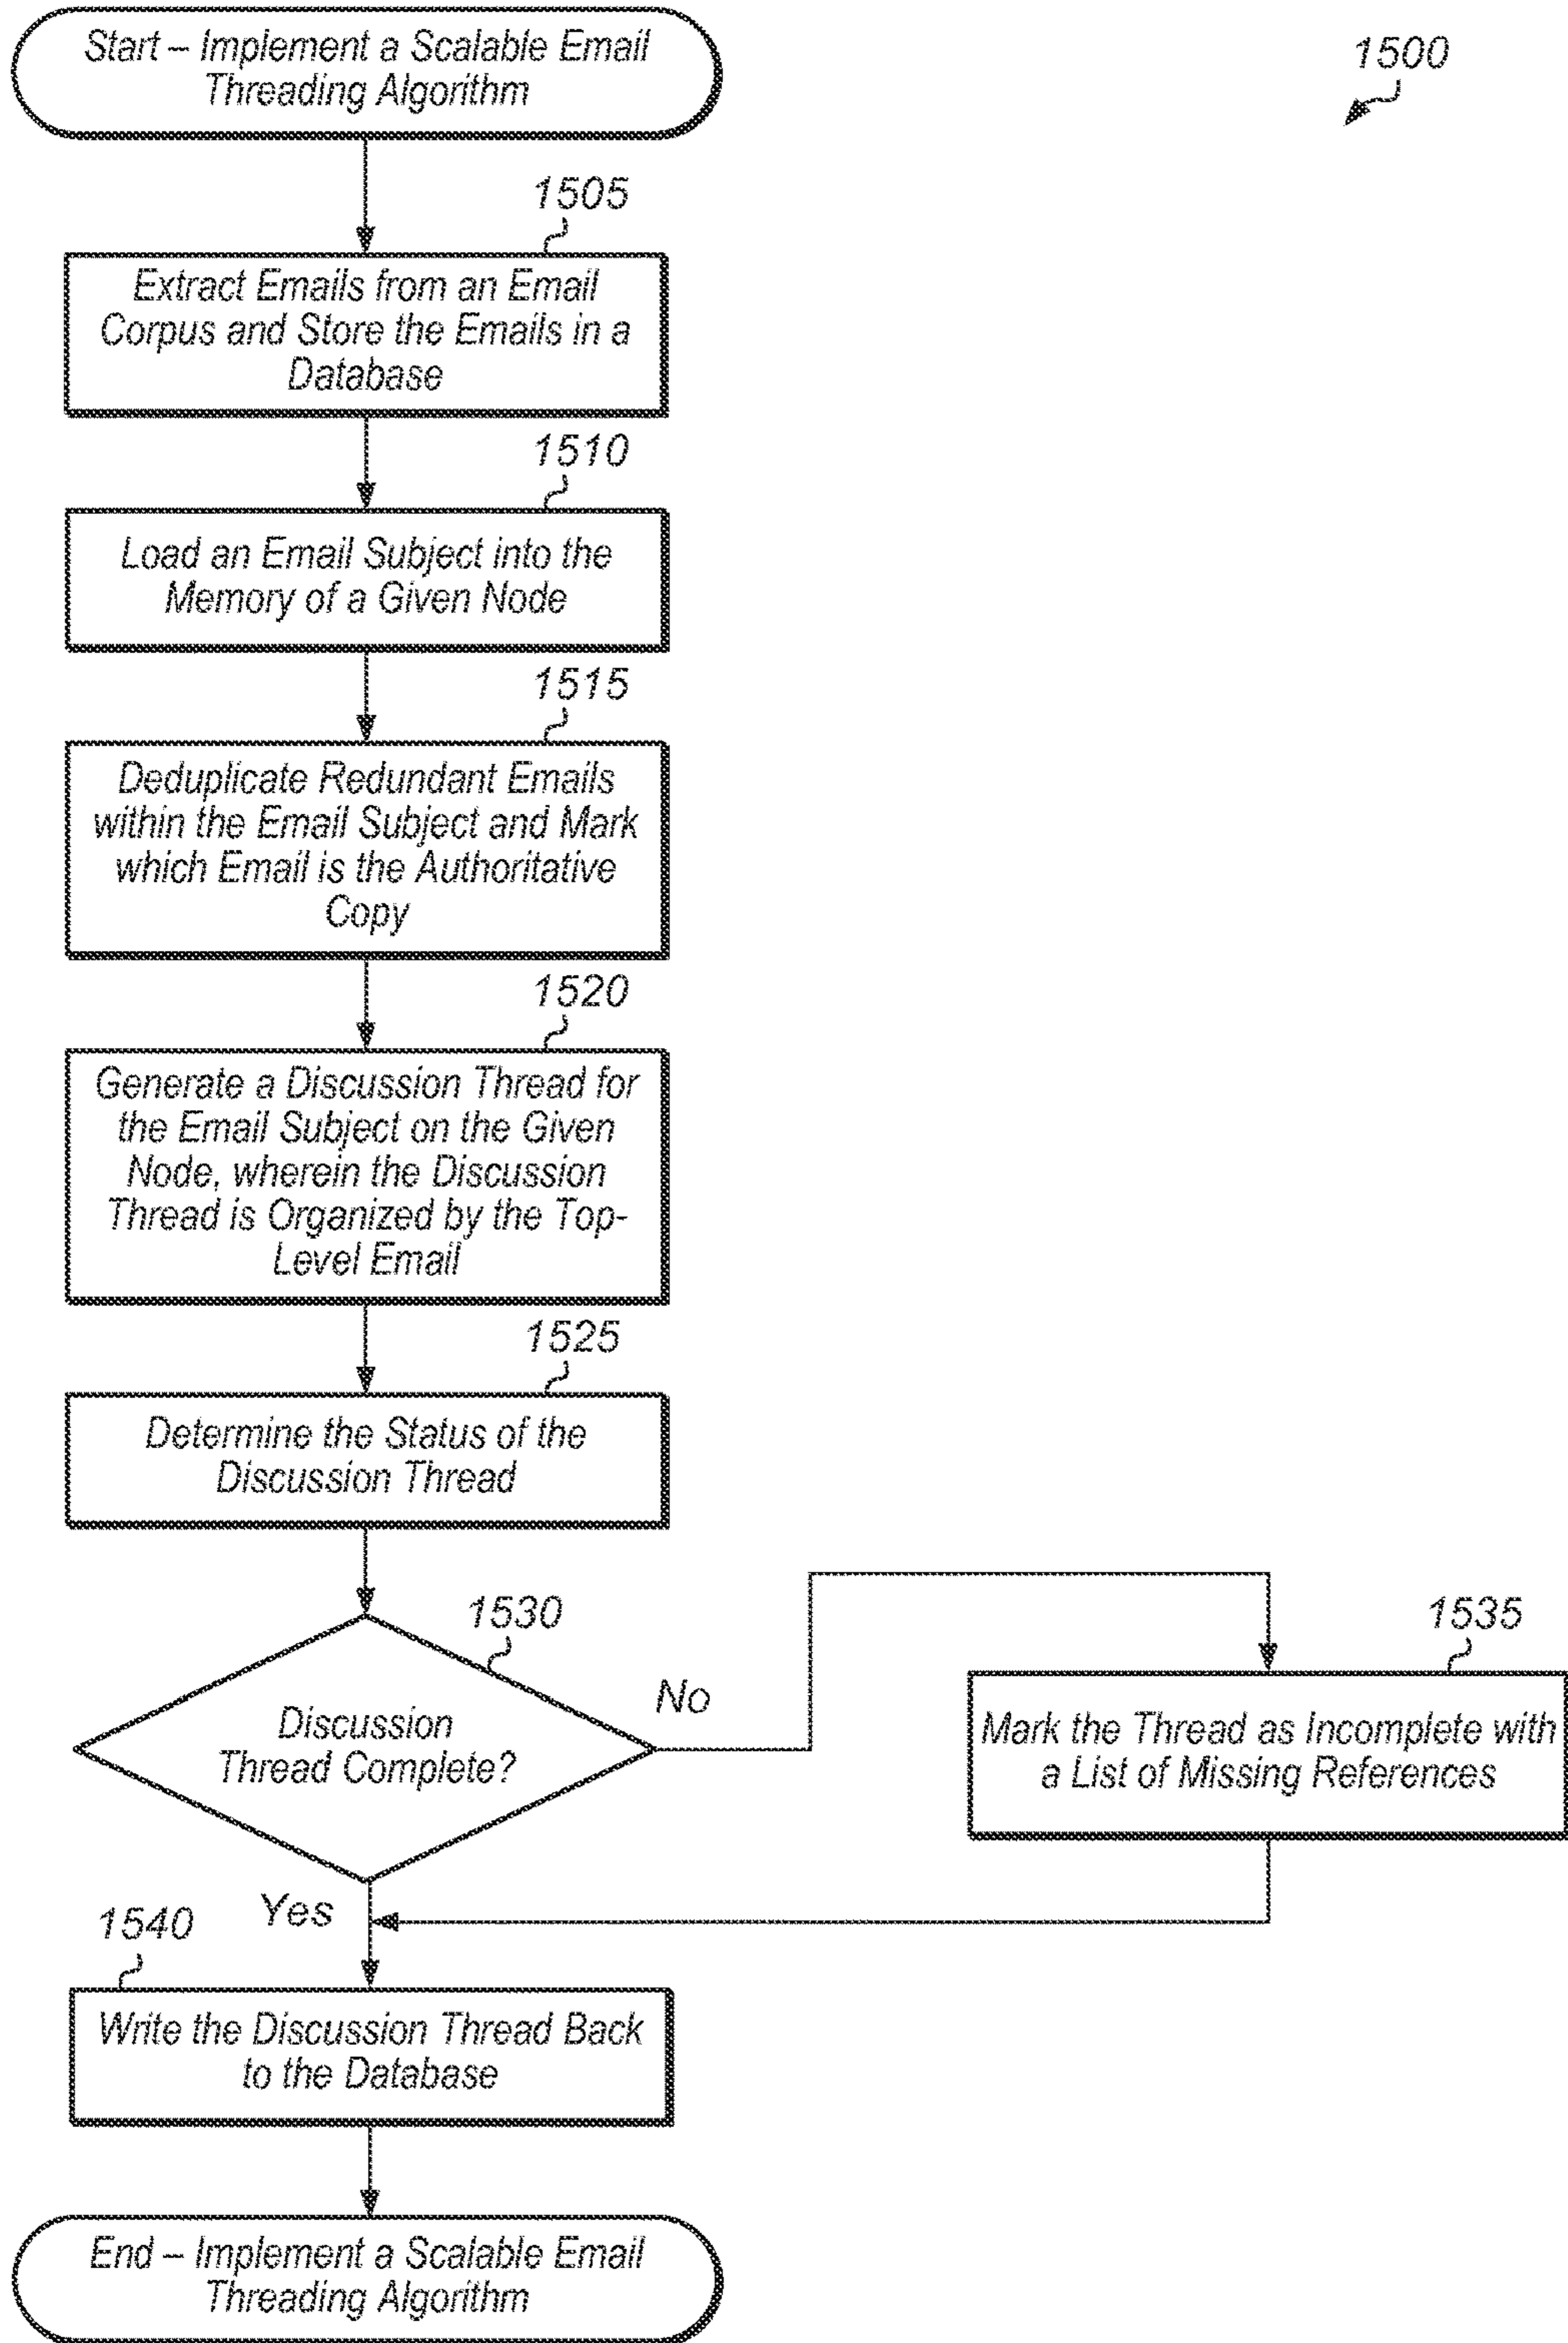 Start – Implement a Scalable Email
Threading Algorithm
1500
1505
Extract Emails from an Email
Corpus and Store the Emails in a
Database
1510
Load an Email Subject into the
Memory of a Given Node
1515
Deduplicate Redundant Emails
within the Email Subject and Mark
which Email is the Authoritative
Copy
1520
Generate a Discussion Thread for
the Email Subject on the Given
Node, wherein the Discussion
Thread is Organized by the Top-
Level Email
1525
Determine the Status of the
Discussion Thread
1530
Discussion
Thread Complete?
No
1535
Mark the Thread as Incomplete with
a List of Missing References
Yes
1540
Write the Discussion Thread Back
to the Database
End – Implement a Scalable Email
Threading Algorithm